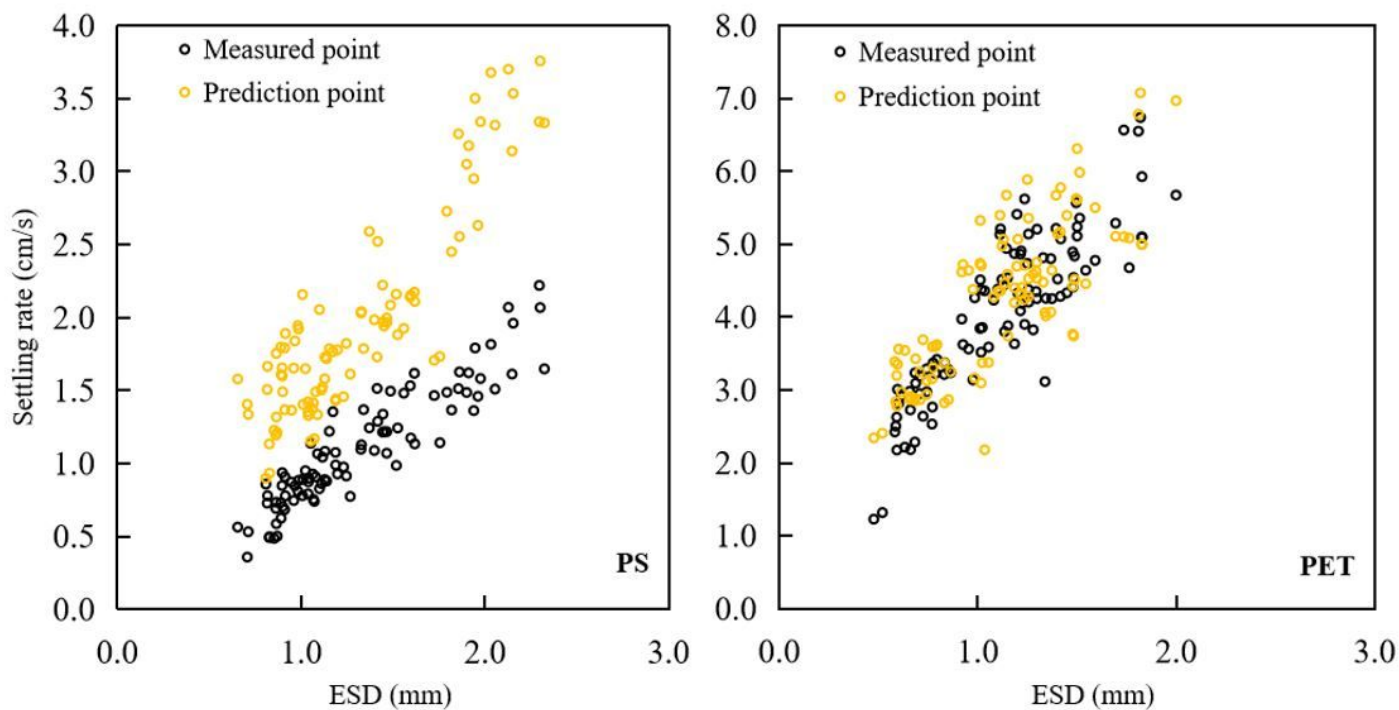 4.0
3.5
3.0
2.5
2.0
1.5
1.0
0.5
0.0
Settling rate (cm/s)
Measured point
Prediction point
PS
0.0 1.0 2.0 3.0
ESD (mm)
8.0
7.0
6.0
5.0
4.0
3.0
2.0
1.0
0.0
Measured point
Prediction point
PET
0.0 1.0 2.0 3.0
ESD (mm)